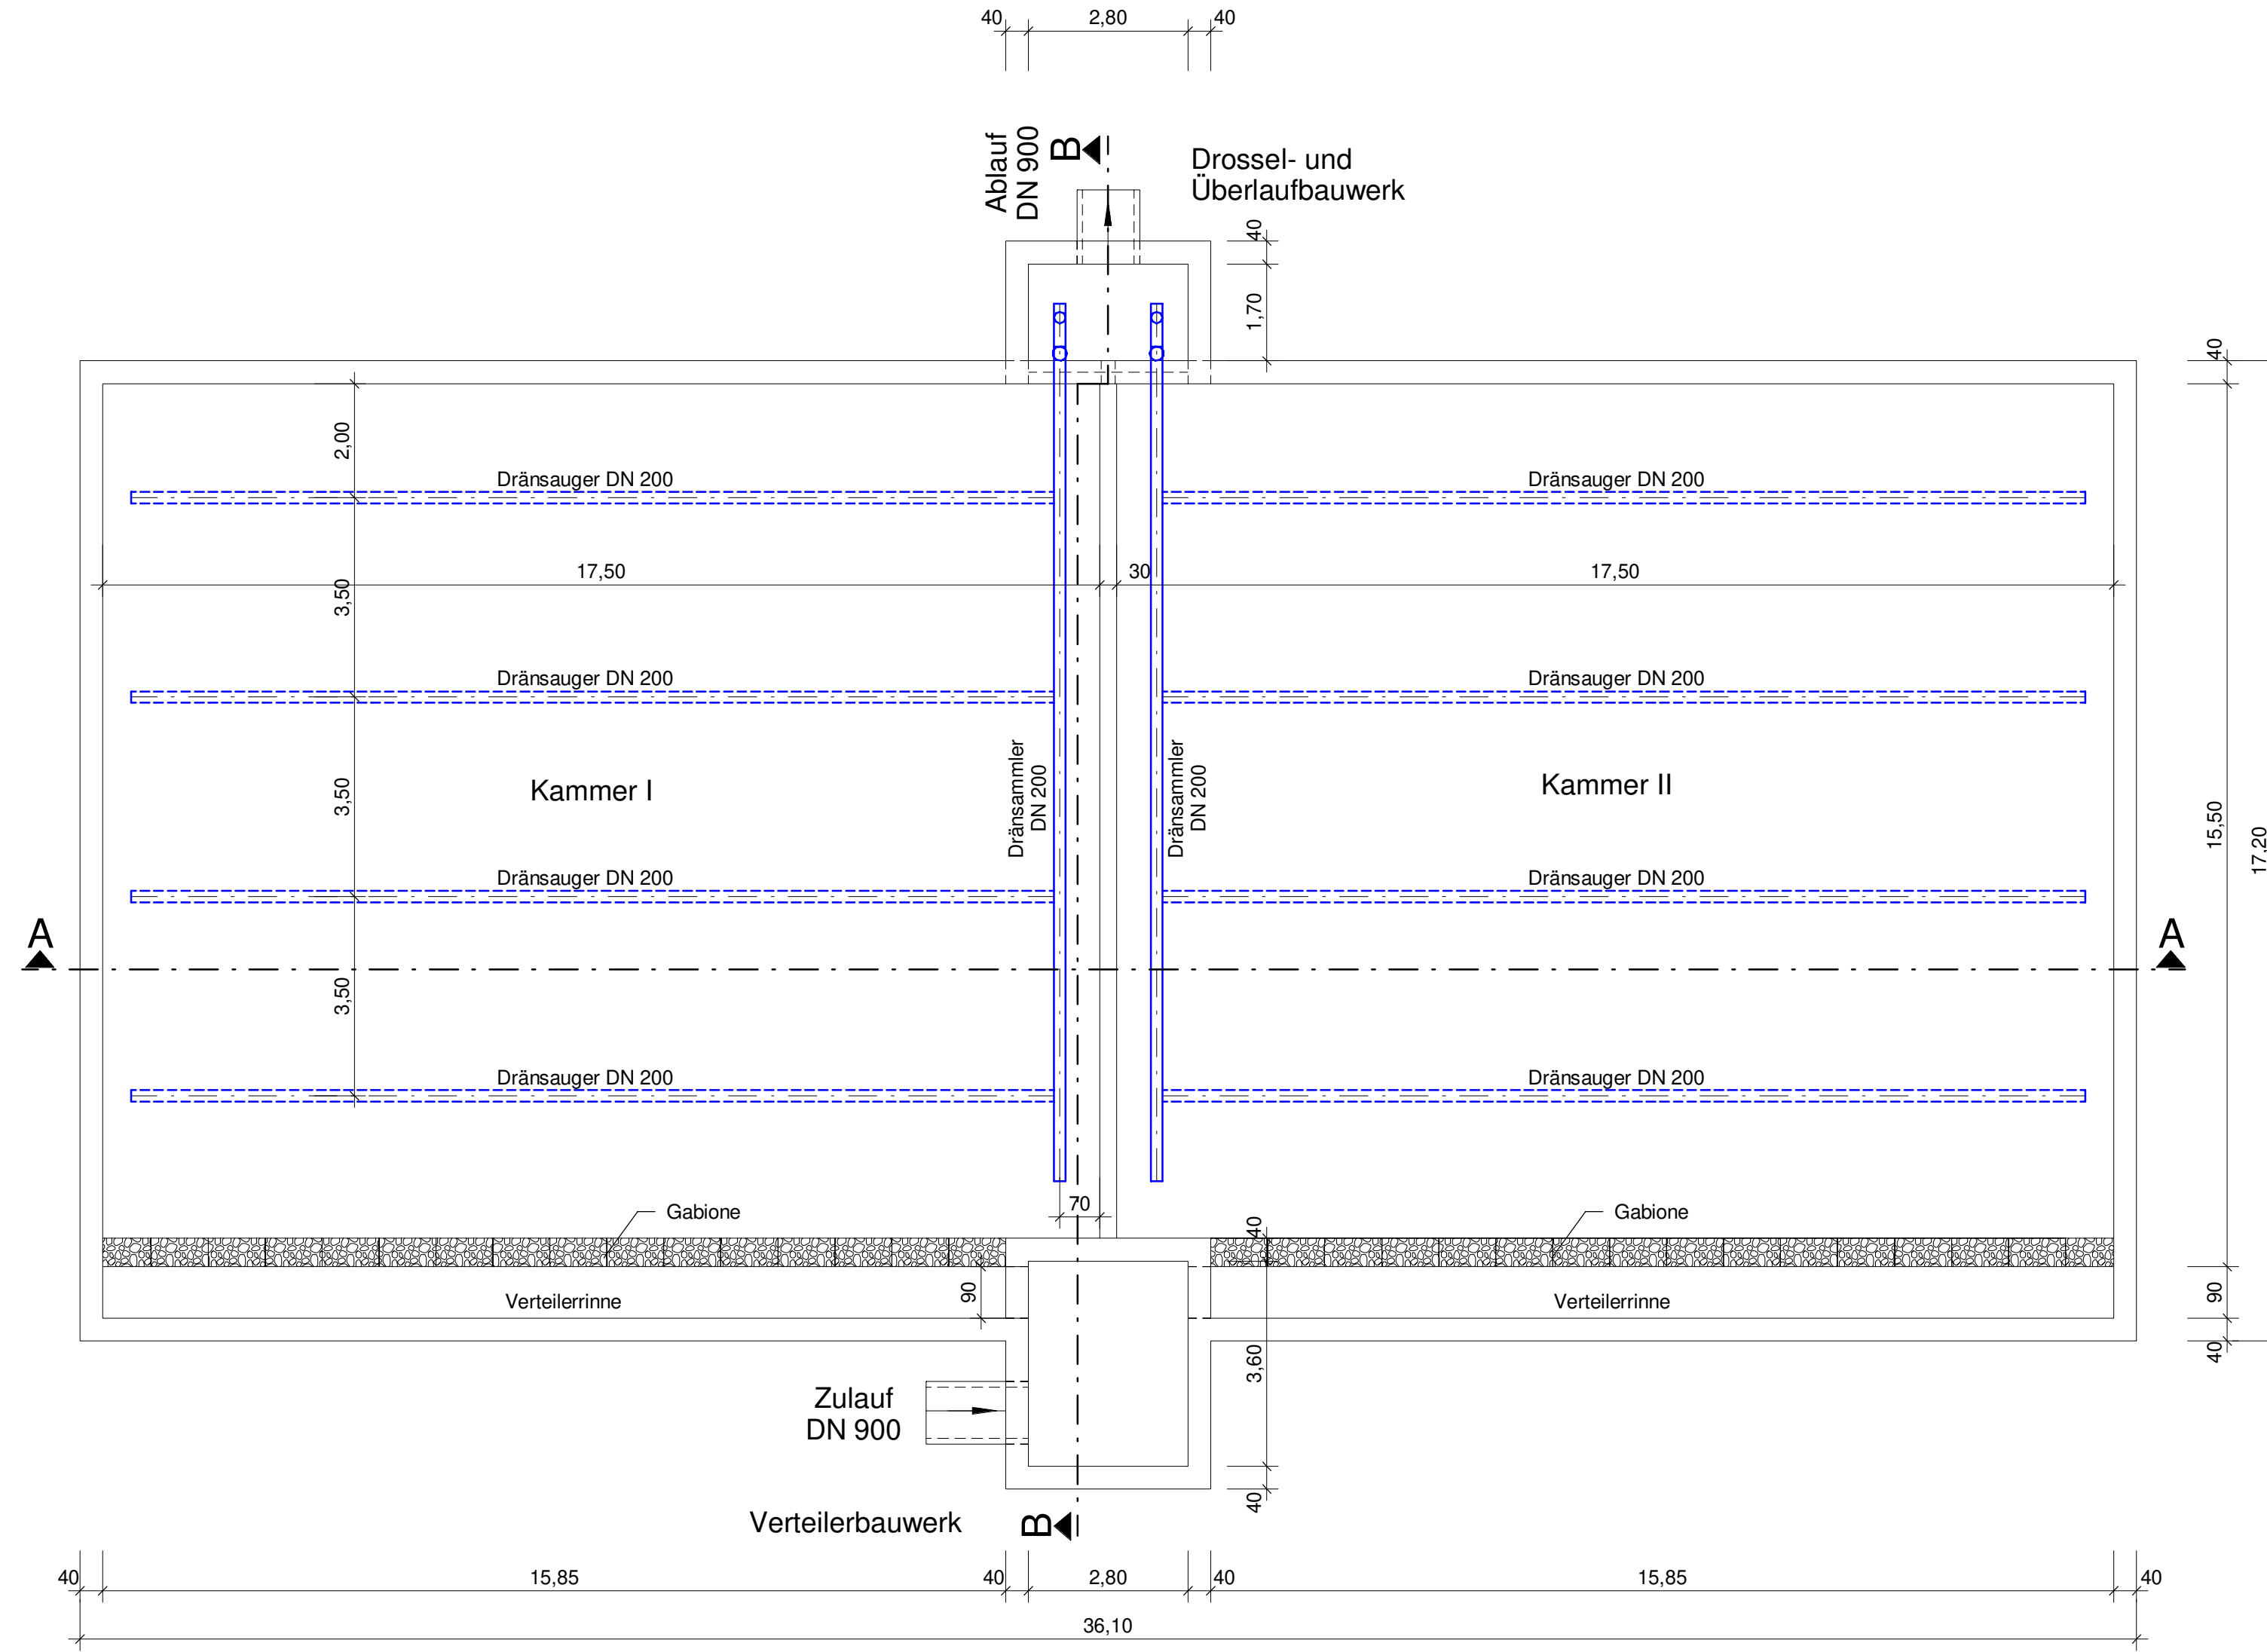 40
2,80
40
Ablauf
DN 900
B
Drossel- und
Überlaufbauwerk
40
1,70
40
2,00
Dränsauger DN 200
Dränsauger DN 200
17,50
30
17,50
3,50
Dränsauger DN 200
Dränsauger DN 200
Kammer I
Kammer II
3,50
Dränsammler
DN 200
Dränsammler
DN 200
15,50
17,20
Dränsauger DN 200
Dränsauger DN 200
A
A
3,50
Dränsauger DN 200
Dränsauger DN 200
70
Gabione
Gabione
40
90
Verteilerrinne
Verteilerrinne
90
3,60
40
Zulauf
DN 900
40
Verteilerbauwerk
B
40
15,85
40
2,80
40
15,85
40
36,10